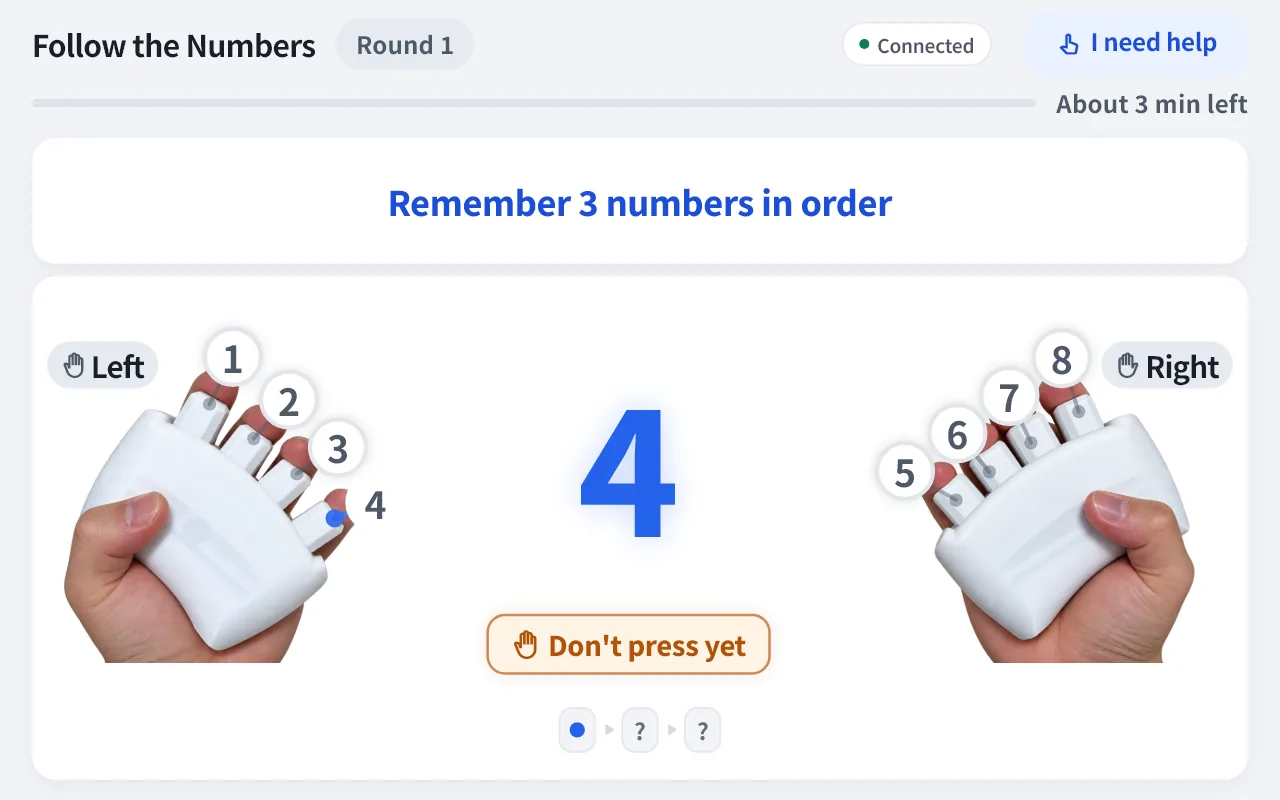 Follow the Numbers
Round 1
Connected
I need help
About 3 min left
Remember 3 numbers in order
Left
1
2
3
4
4
5
6
7
8
Right
Don't press yet
?
?